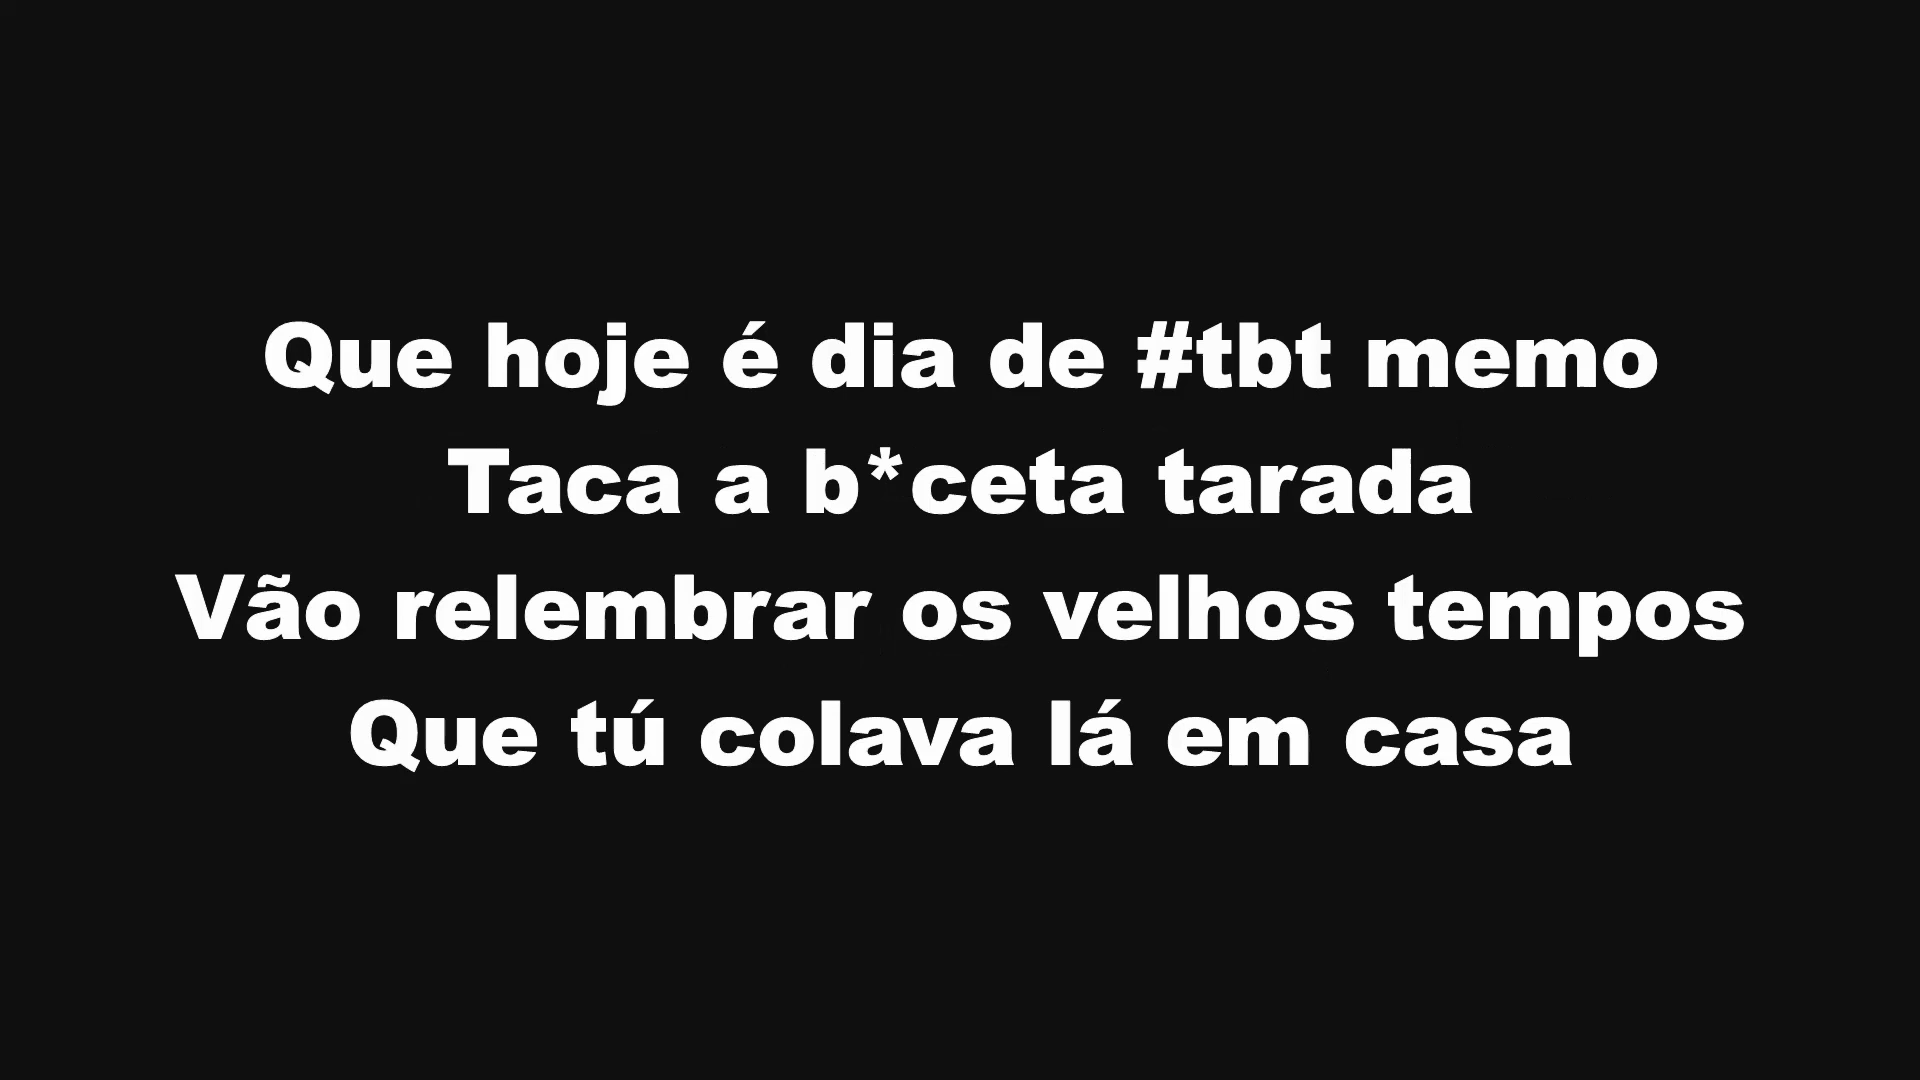 Que hoje é dia de #tbt memo
Taca a b*ceta tarada
Vão relembrar os velhos tempos
Que tú colava lá em casa